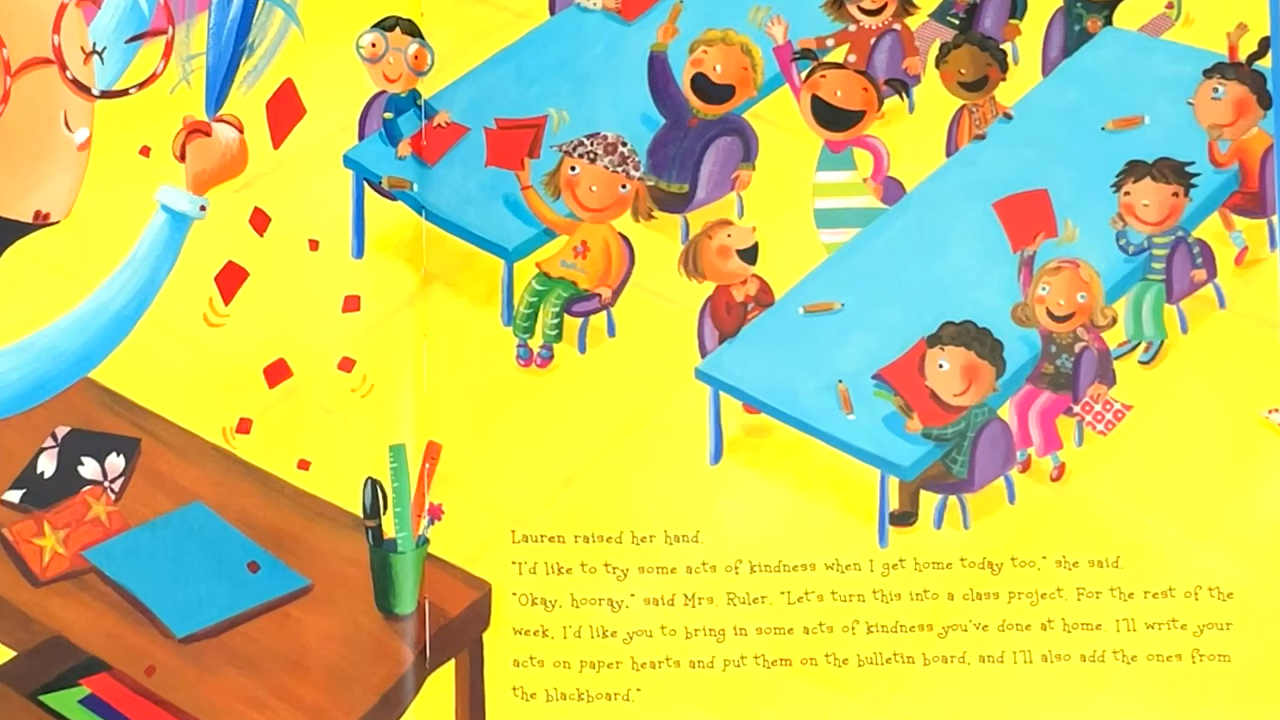 Lauren raised her hand.
"I'd like to try some acts of kindness when I get home today too," she said.
"Okay, hooray," said Mrs. Ruler. "Let's turn this into a class project. For the rest of the
week, I'd like you to bring in some acts of kindness you've done at home. I'll write your
acts on paper hearts and put them on the bulletin board, and I'll also add the ones from
the blackboard."